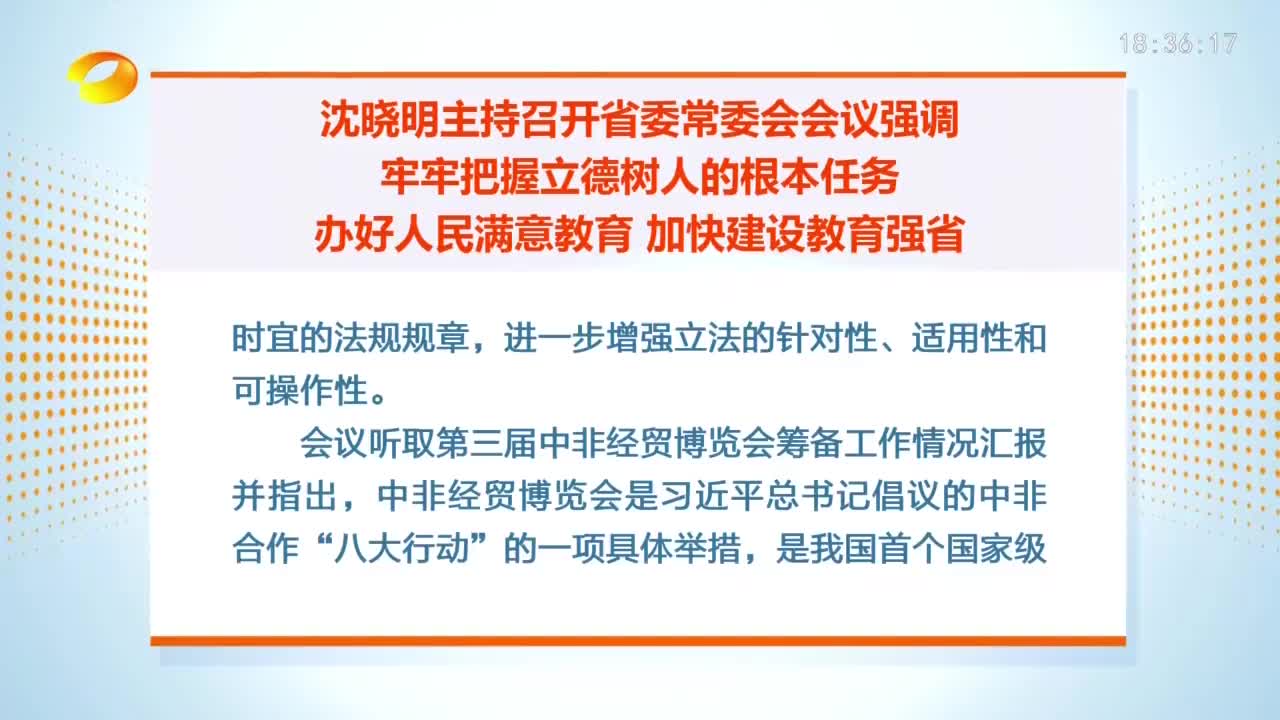 18:36:17
沈晓明主持召开省委常委会会议强调
牢牢把握立德树人的根本任务
办好人民满意教育 加快建设教育强省
时宜的法规规章，进一步增强立法的针对性、适用性和
可操作性。
会议听取第三届中非经贸博览会筹备工作情况汇报
并指出，中非经贸博览会是习近平总书记倡议的中非
合作“八大行动”的一项具体举措，是我国首个国家级